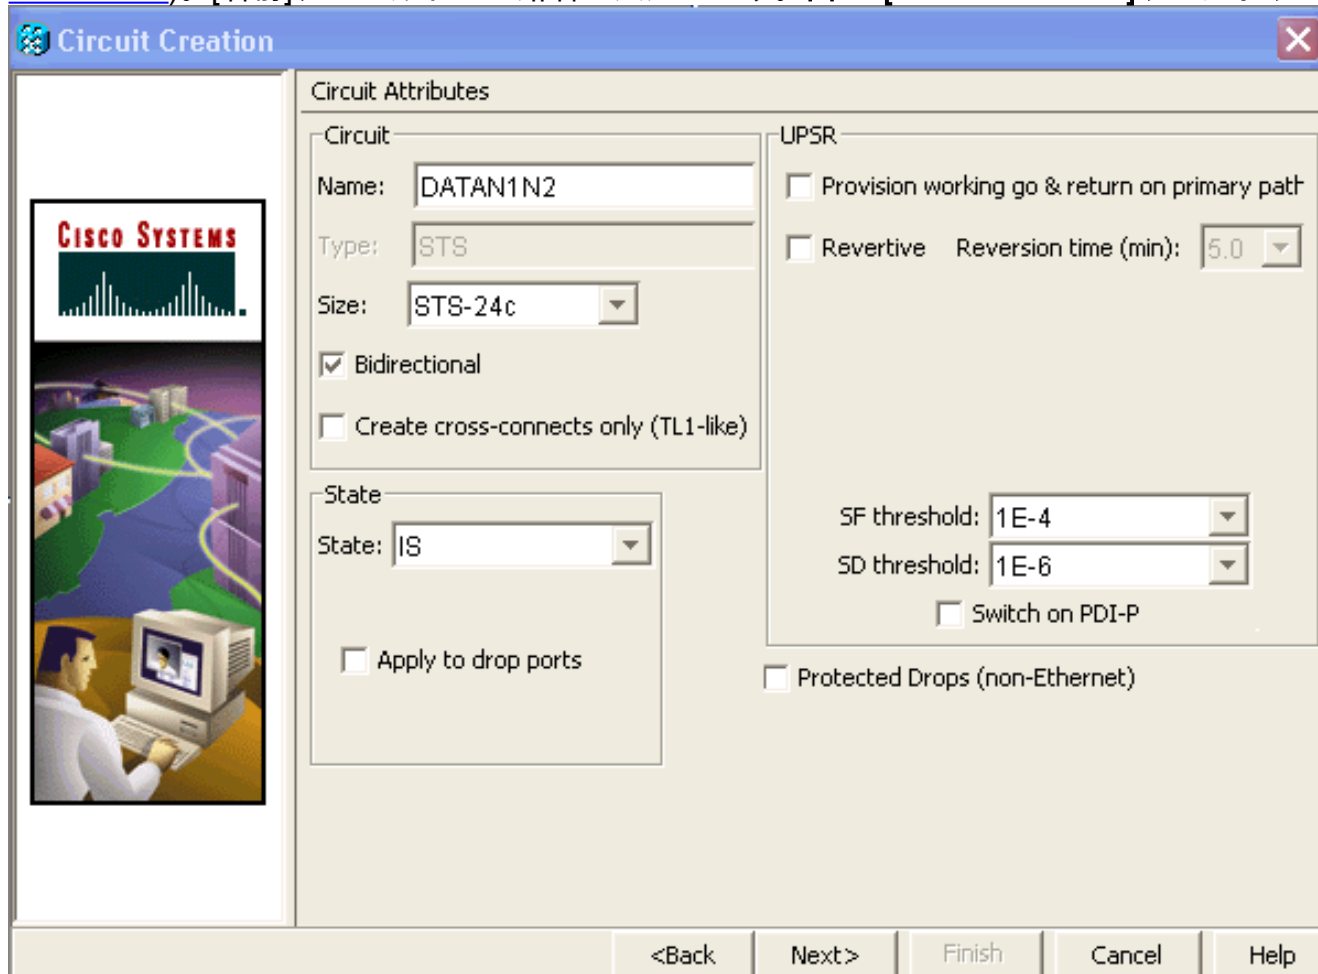 Circuit Creation
Circuit Attributes
Circuit
Name: DATAN1N2
Type: STS
Size: STS-24c
Bidirectional
Create cross-connects only (TL1-like)
State
State: IS
Apply to drop ports
UPSR
Provision working go & return on primary path
Revertive Reversion time (min): 5.0
SF threshold: 1E-4
SD threshold: 1E-6
Switch on PDI-P
Protected Drops (non-Ethernet)
CISCO SYSTEMS
<Back Next> Finish Cancel Help